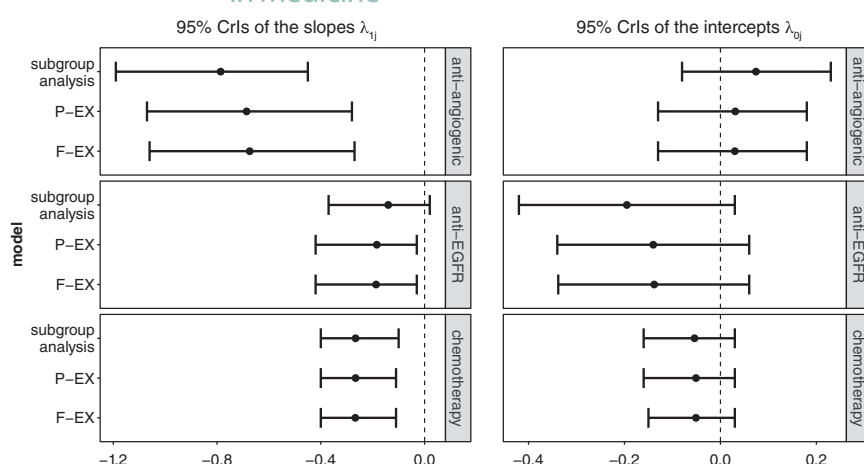 in Medicine
95% CrIs of the slopes λ1j
95% CrIs of the intercepts λ0j
model
subgroup
analysis
P−EX
F−EX
anti−angiogenic
anti−angiogenic
subgroup
analysis
P−EX
F−EX
anti−EGFR
anti−EGFR
subgroup
analysis
P−EX
F−EX
chemotherapy
chemotherapy
−1.2 −0.8 −0.4 0.0
−0.4 −0.2 0.0 0.2